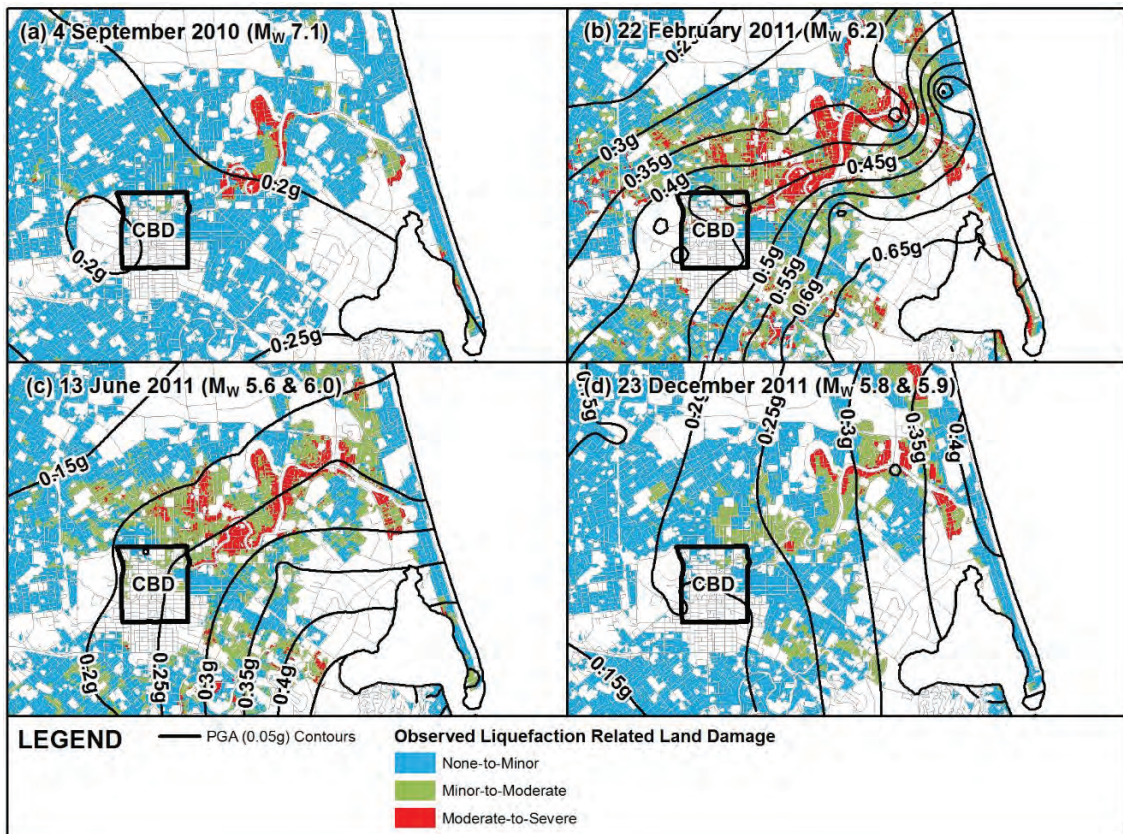 (a) 4 September 2010 (MW 7.1)
0.2g
CBD
0.2g
0.25g
(b) 22 February 2011 (MW 6.2)
0.3g
0.35g
0.4g
0.45g
CBD
0.5g
0.55g
0.6g
0.65g
(c) 13 June 2011 (MW 5.6 & 6.0)
0.15g
CBD
0.2g
0.25g
0.3g
0.35g
0.4g
(d) 23 December 2011 (MW 5.8 & 5.9)
0.25g
0.3g
0.35g
0.4g
CBD
0.15g
LEGEND
PGA (0.05g) Contours
Observed Liquefaction Related Land Damage
None-to-Minor
Minor-to-Moderate
Moderate-to-Severe